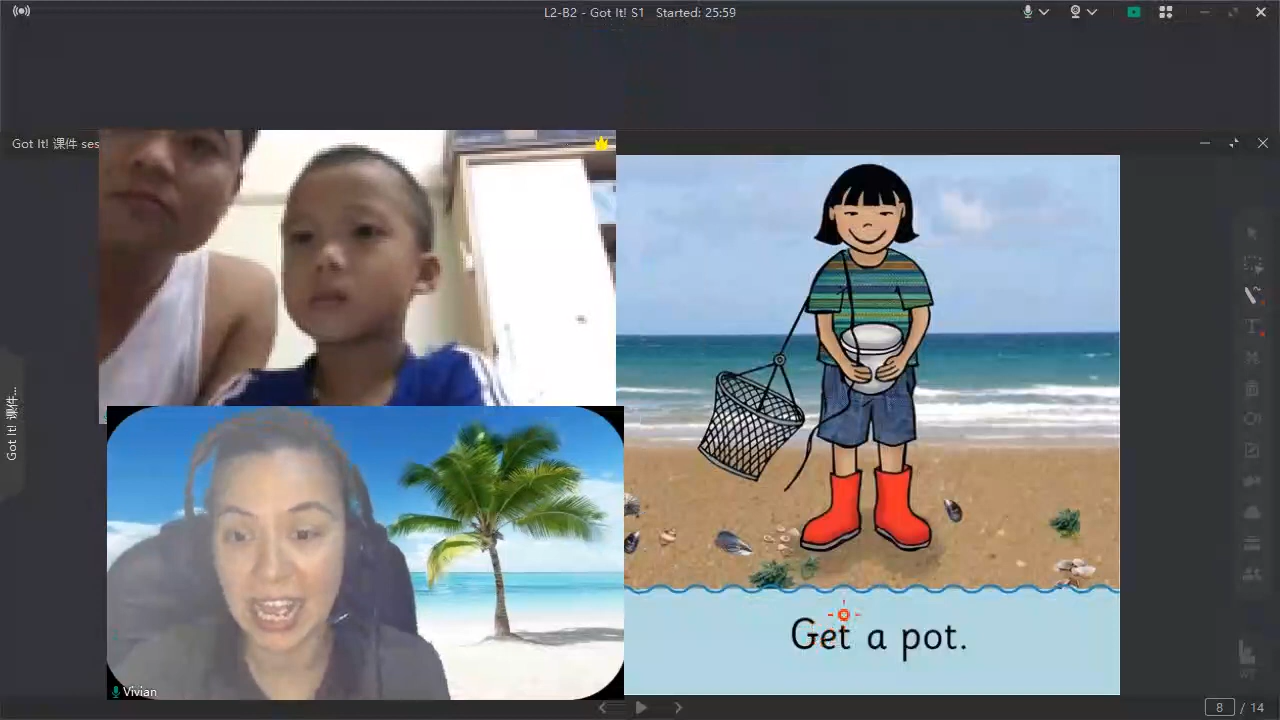 L2-B2 - Got It! S1 Started: 25:59
Got It! 课件 ses
Got It! 课件...
Get a pot.
Vivian
8 / 14